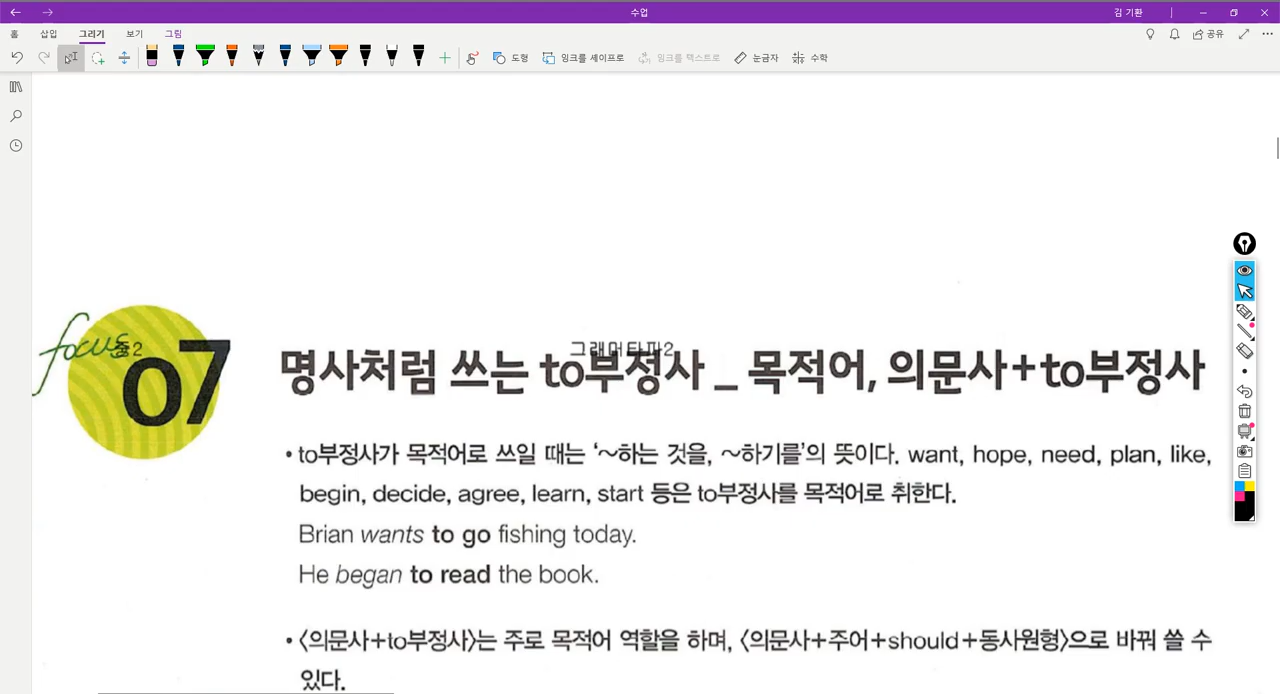 수업
김 기환
홈 삽입 그리기 보기 그림
공유
도형 잉크를 셰이프로 잉크를 텍스트로 눈금자 수학
focus
중2
07
그래머타파2
명사처럼 쓰는 to부정사 _ 목적어, 의문사+to부정사
• to부정사가 목적어로 쓰일 때는 '~하는 것을, ~하기를'의 뜻이다. want, hope, need, plan, like,
begin, decide, agree, learn, start 등은 to부정사를 목적어로 취한다.
Brian wants to go fishing today.
He began to read the book.
• 〈의문사+to부정사〉는 주로 목적어 역할을 하며, 〈의문사+주어+should+동사원형〉으로 바꿔 쓸 수
있다.